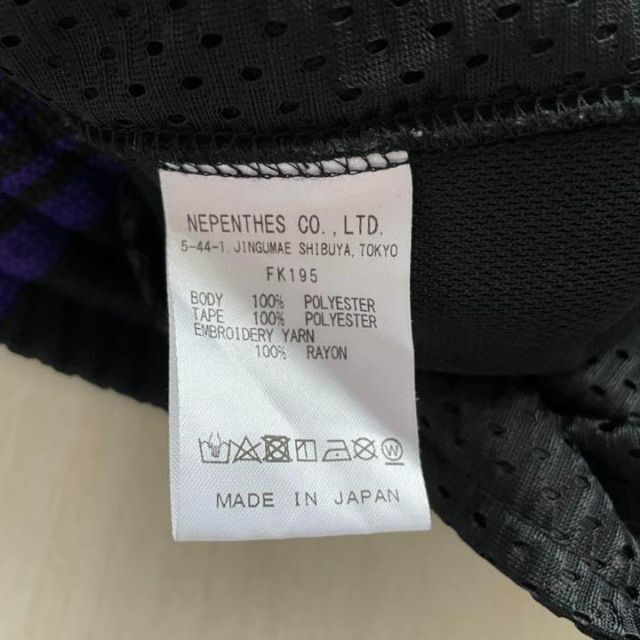 NEPENTHES CO., LTD.
5-44-1, JINGUMAE SHIBUYA, TOKYO
FK195
BODY 100% POLYESTER
TAPE 100% POLYESTER
EMBROIDERY YARN
100% RAYON
W
MADE IN JAPAN